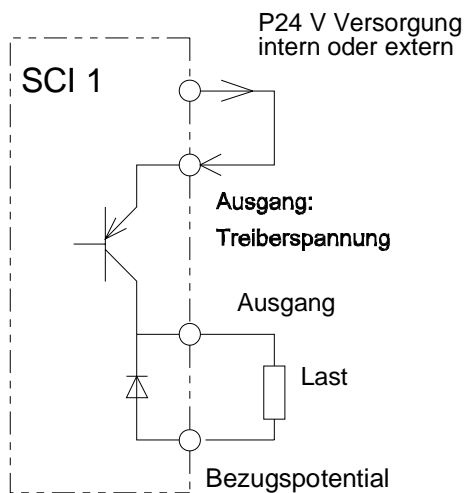 P24 V Versorgung
intern oder extern
SCI 1
Ausgang:
Treiberspannung
Ausgang
Last
Bezugspotential